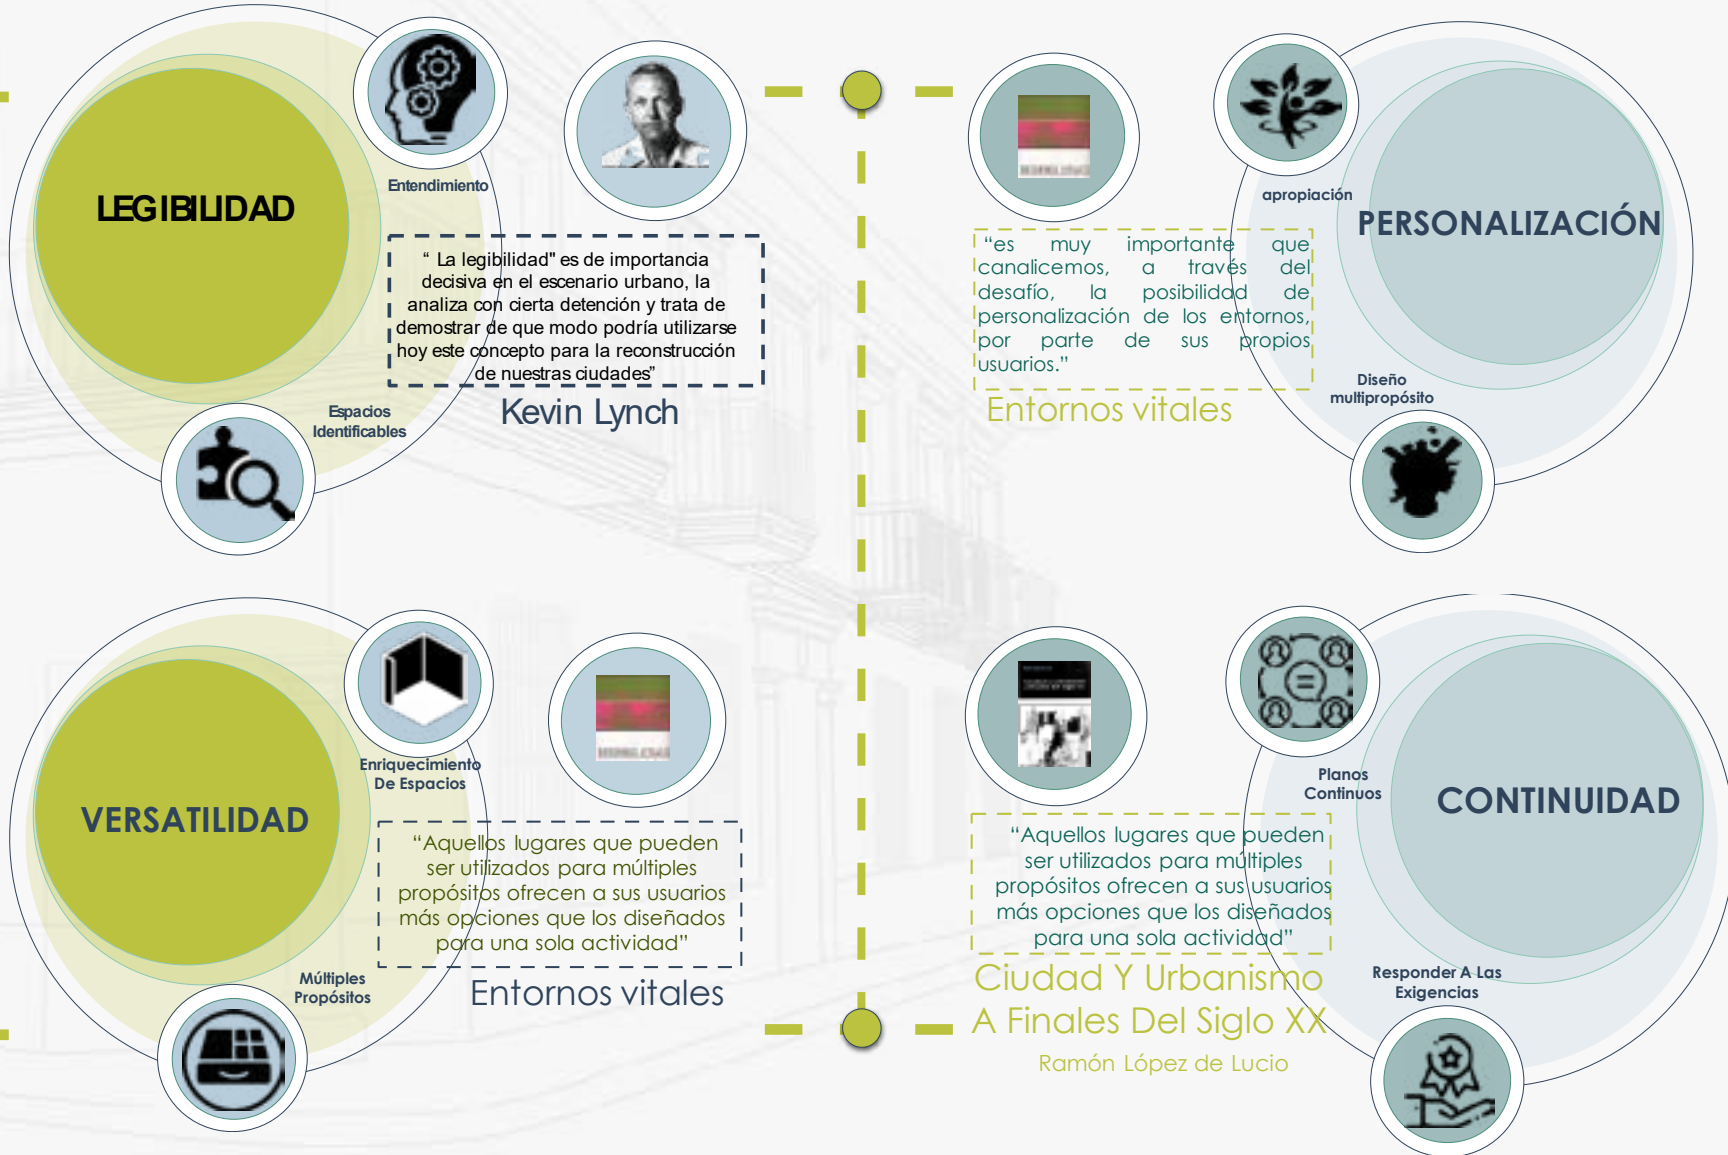 LEGIBILIDAD
Entendimiento
“ La legibilidad" es de importancia
decisiva en el escenario urbano, la
analiza con cierta detención y trata de
demostrar de que modo podría utilizarse
hoy este concepto para la reconstrucción
de nuestras ciudades”
Kevin Lynch
Espacios
Identificables
apropiación
PERSONALIZACIÓN
“es muy importante que
canalicemos, a través del
desafío, la posibilidad de
personalización de los entornos,
por parte de sus propios
usuarios.”
Entornos vitales
Diseño
multipropósito
VERSATILIDAD
Enriquecimiento
De Espacios
“Aquellos lugares que pueden
ser utilizados para múltiples
propósitos ofrecen a sus usuarios
más opciones que los diseñados
para una sola actividad”
Entornos vitales
Múltiples
Propósitos
Planos
Continuos
CONTINUIDAD
“Aquellos lugares que pueden
ser utilizados para múltiples
propósitos ofrecen a sus usuarios
más opciones que los diseñados
para una sola actividad”
Ciudad Y Urbanismo
A Finales Del Siglo XX
Ramón López de Lucio
Responder A Las
Exigencias